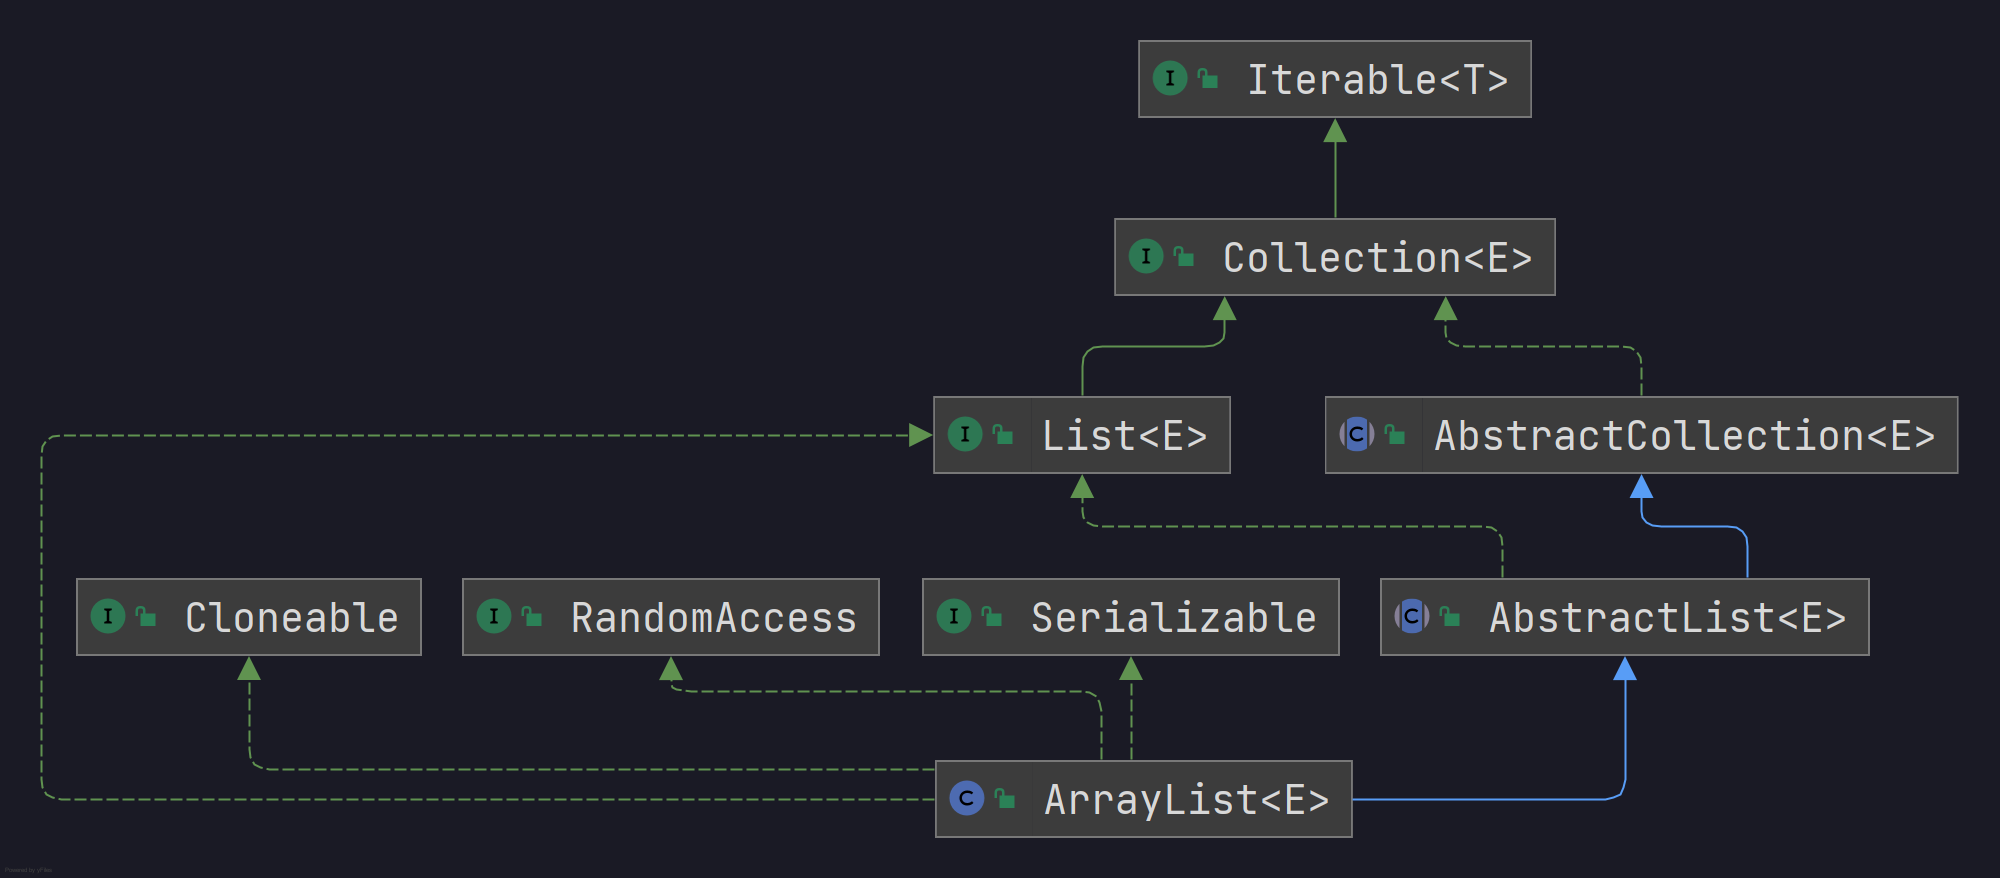 I Iterable<T>
I Collection<E>
I List<E>
C AbstractCollection<E>
I Cloneable
I RandomAccess
I Serializable
C AbstractList<E>
C ArrayList<E>
Powered by yFiles